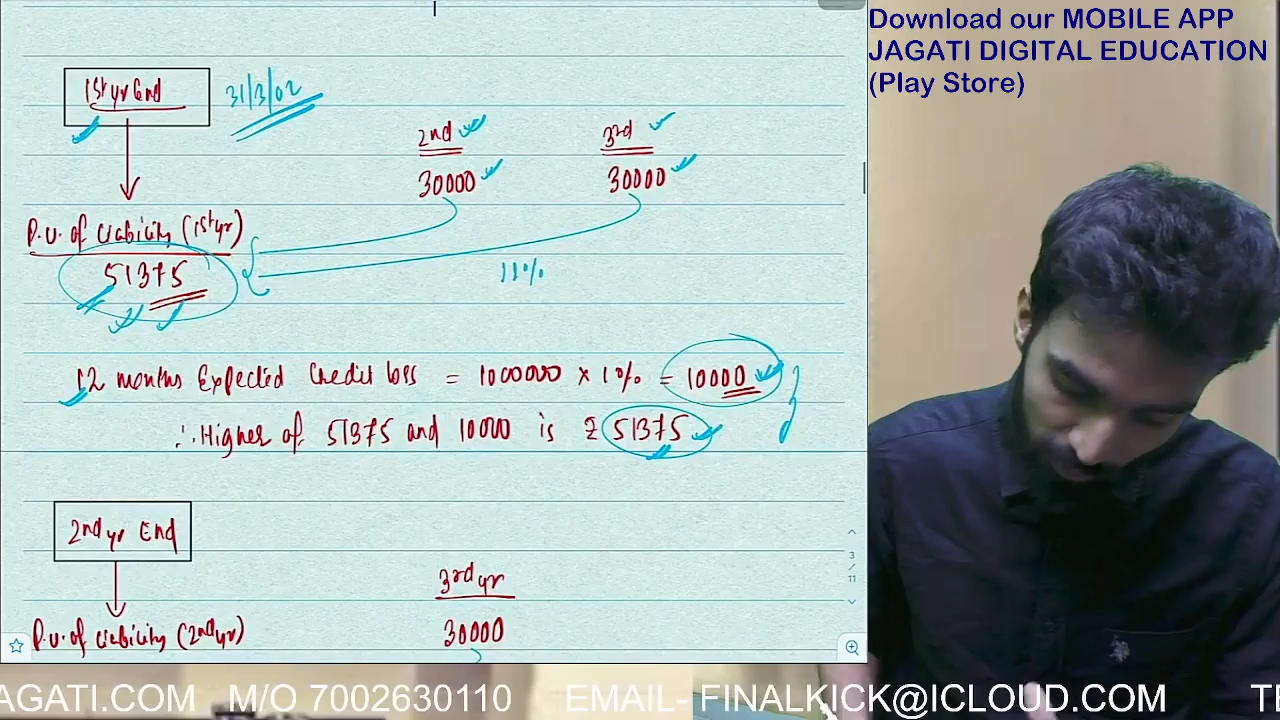 Download our MOBILE APP
JAGATI DIGITAL EDUCATION
(Play Store)
1st yr End
31/3/02
2nd
3rd
30000
30000
P.V. of Liability (1st yr)
51375
11%
12 months Expected Credit loss = 1000000 × 1% = 10000
∴ Higher of 51375 and 10000 is ₹ 51375
2nd yr End
3rd yr
P.V. of Liability (2nd yr)
30000
3
/
11
AGATI.COM M/O 7002630110 EMAIL- FINALKICK@ICLOUD.COM TE